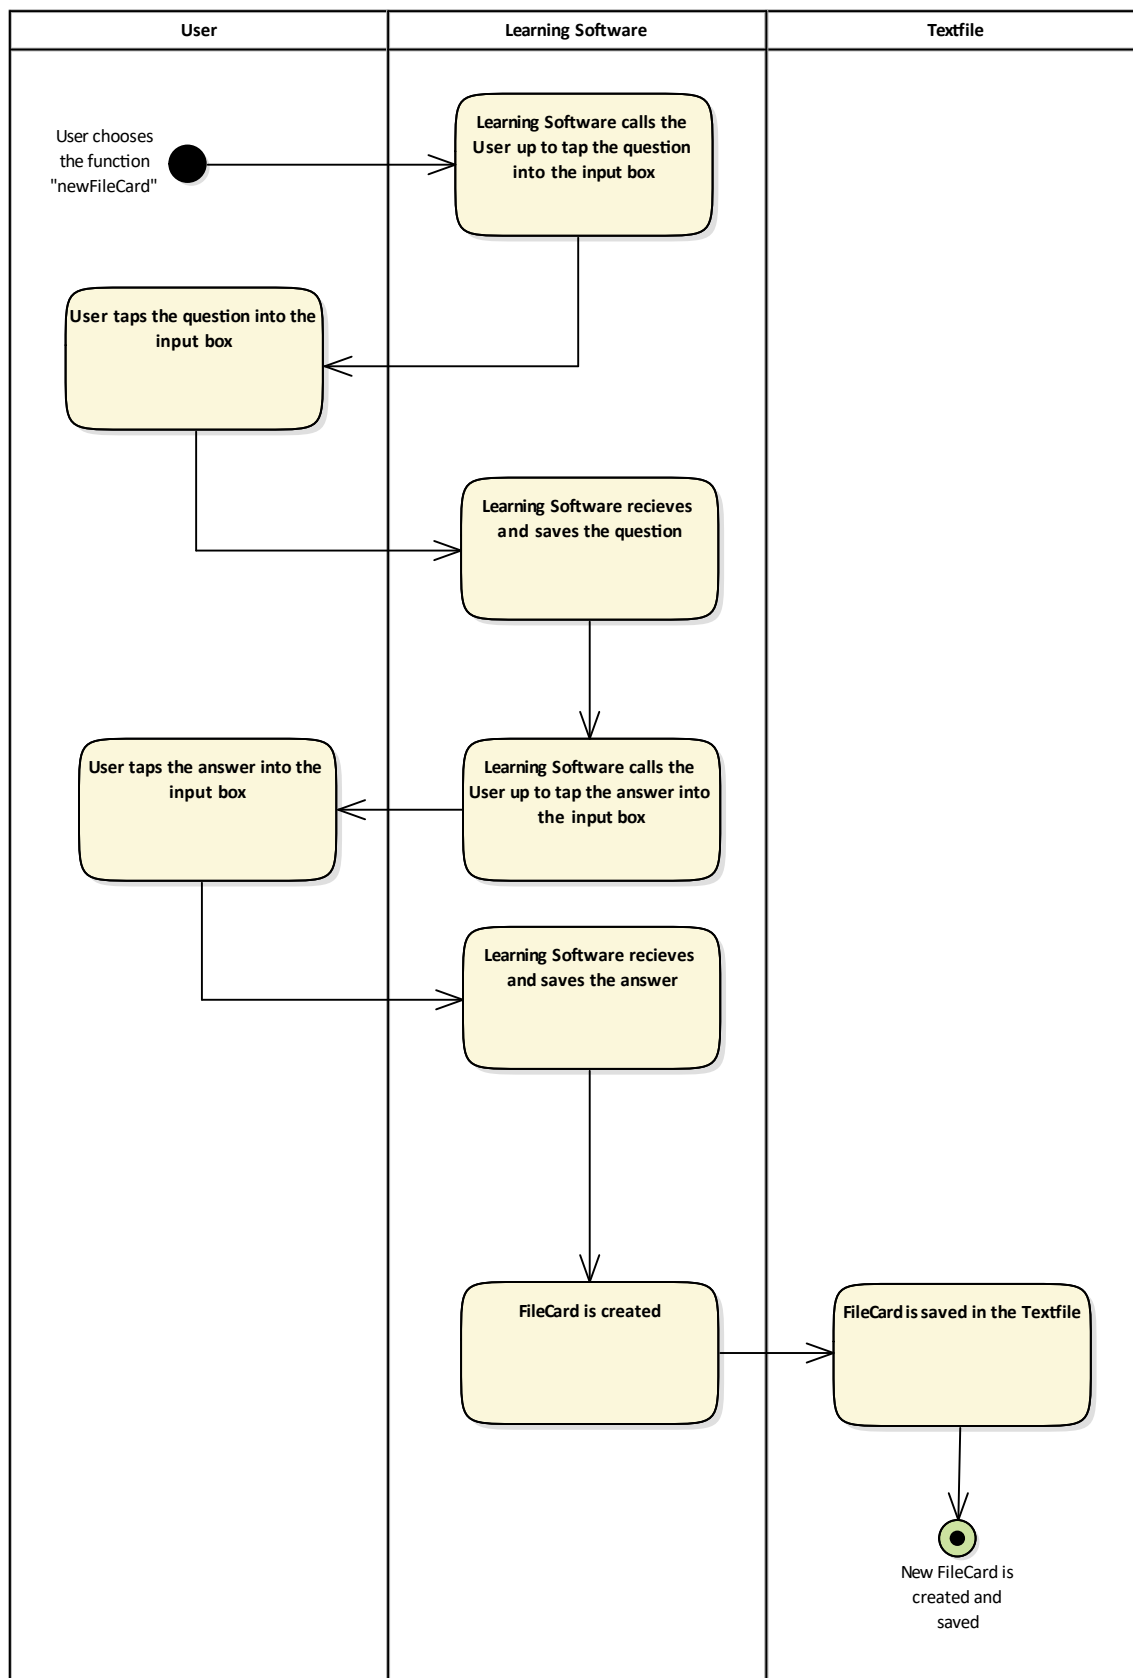 User
Learning Software
Textfile
User chooses
the function
"newFileCard"
Learning Software calls the
User up to tap the question
into the input box
User taps the question into the
input box
Learning Software recieves
and saves the question
Learning Software calls the
User up to tap the answer into
the input box
User taps the answer into the
input box
Learning Software recieves
and saves the answer
FileCard is created
FileCard is saved in the Textfile
New FileCard is
created and
saved